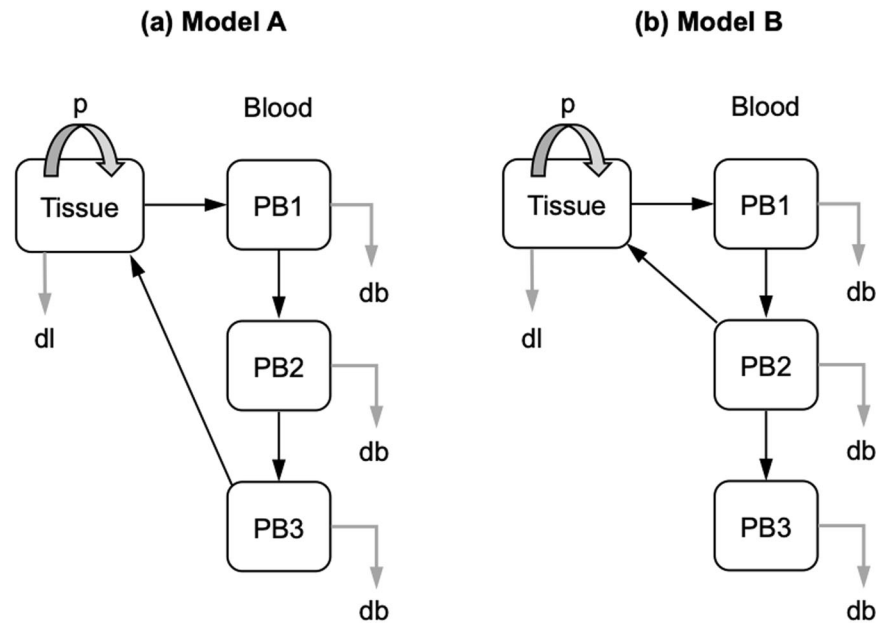 (a) Model A
p
Blood
Tissue
PB1
db
dl
PB2
db
PB3
db
(b) Model B
p
Blood
Tissue
PB1
db
dl
PB2
db
PB3
db